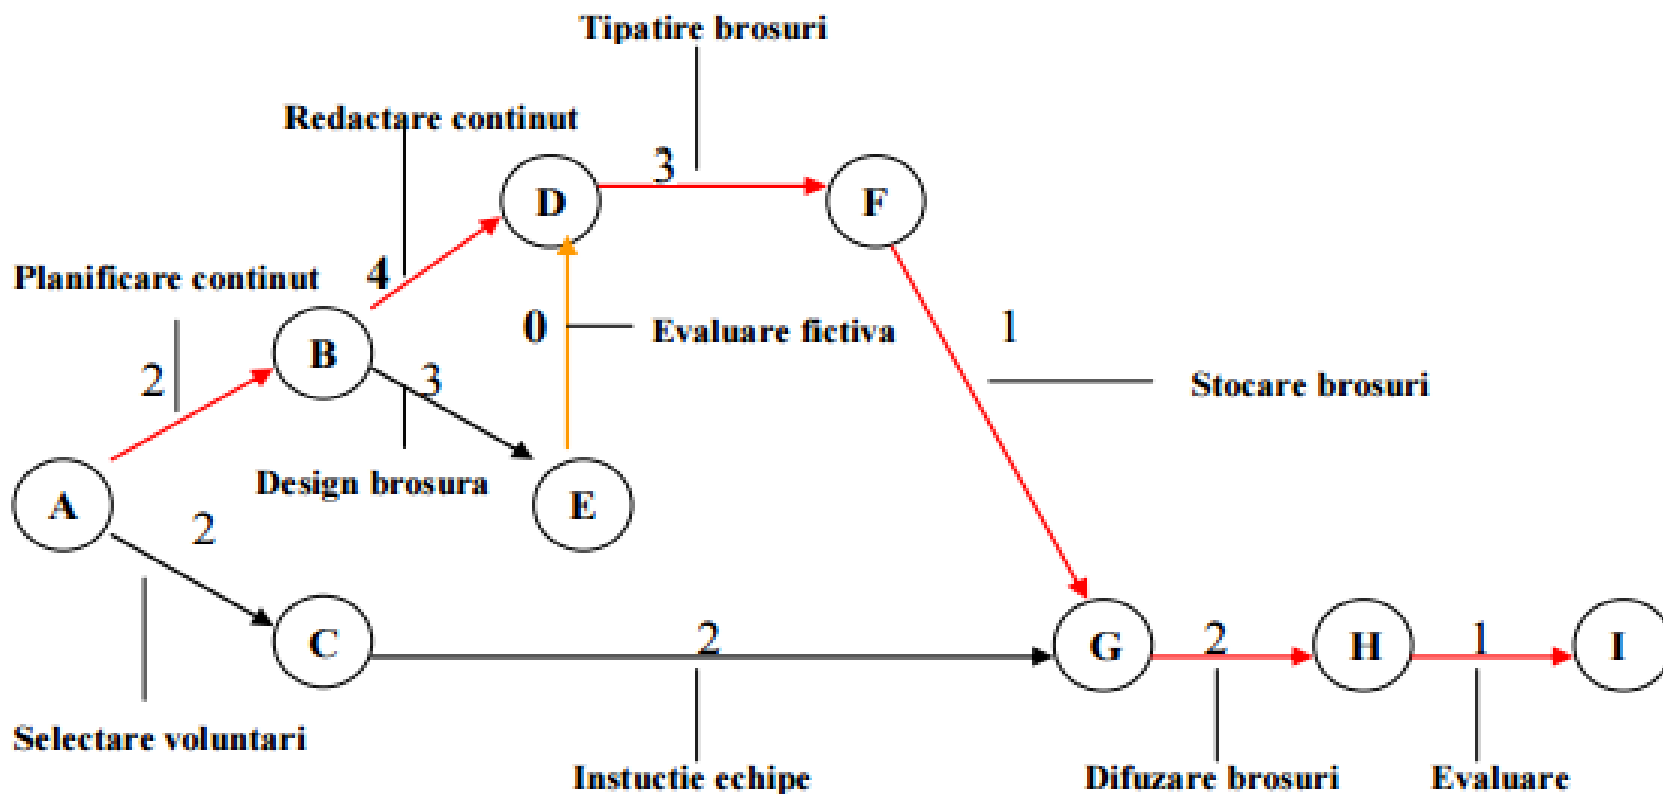 Tipatire brosuri
Redactare continut
3
D
F
Planificare continut
4
0
Evaluare fictiva
1
B
2
3
Stocare brosuri
Design brosura
A
E
2
C
2
G
2
H
1
I
Selectare voluntari
Instuctie echipe
Difuzare brosuri
Evaluare